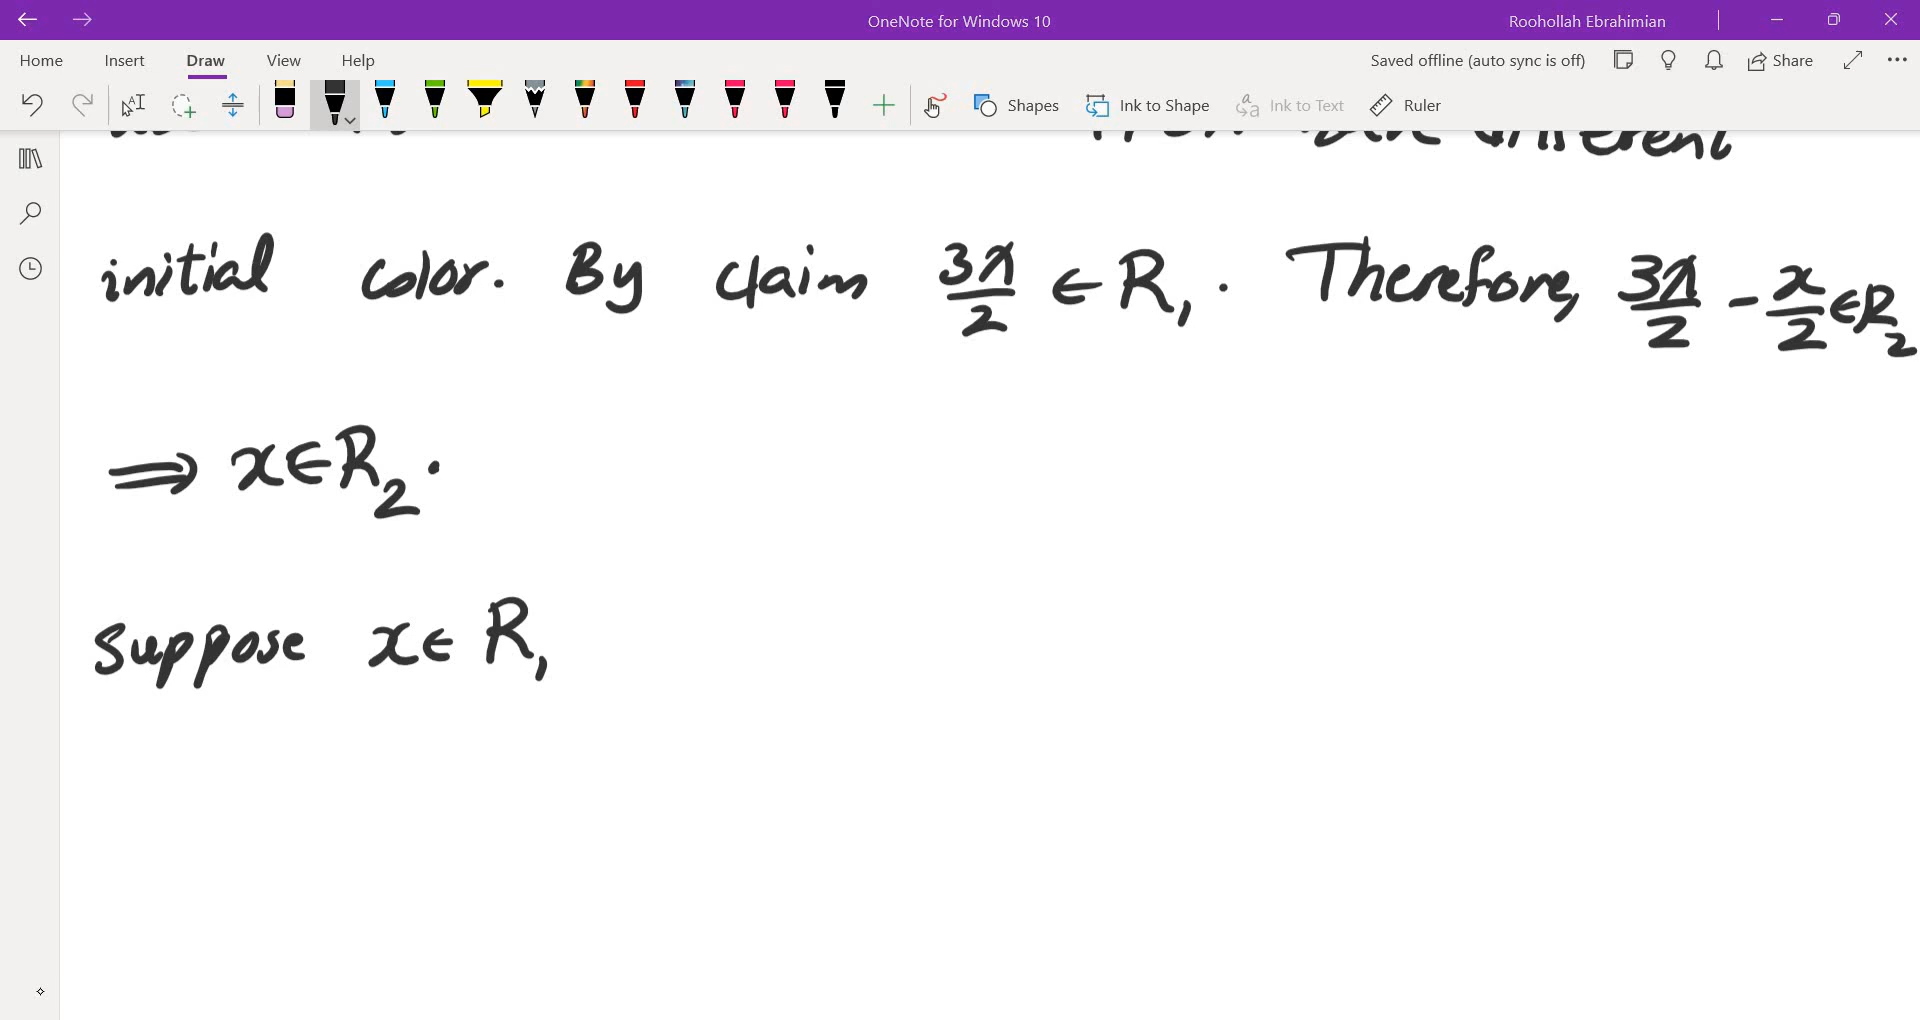 OneNote for Windows 10
Roohollah Ebrahimian
Home Insert Draw View Help
Saved offline (auto sync is off) Share
Shapes Ink to Shape Ink to Text Ruler
different
initial color. By claim 3x/2 ∈ R₁. Therefore, 3x/2 - x/2 ∈ R₂
⟹ x ∈ R₂.
Suppose x ∈ R₁